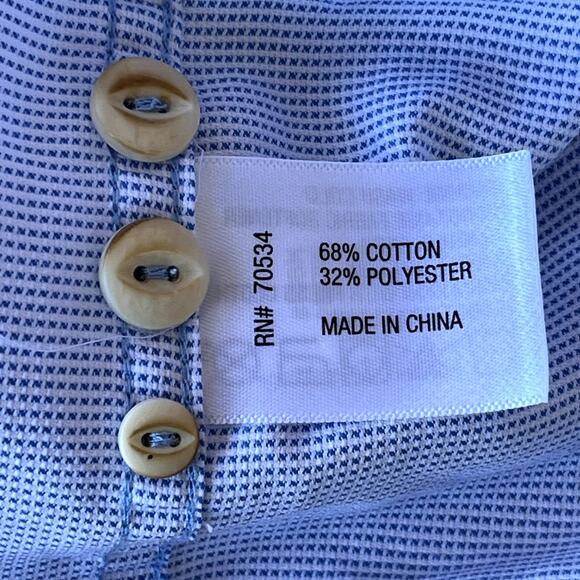 RN# 70534
68% COTTON
32% POLYESTER
MADE IN CHINA